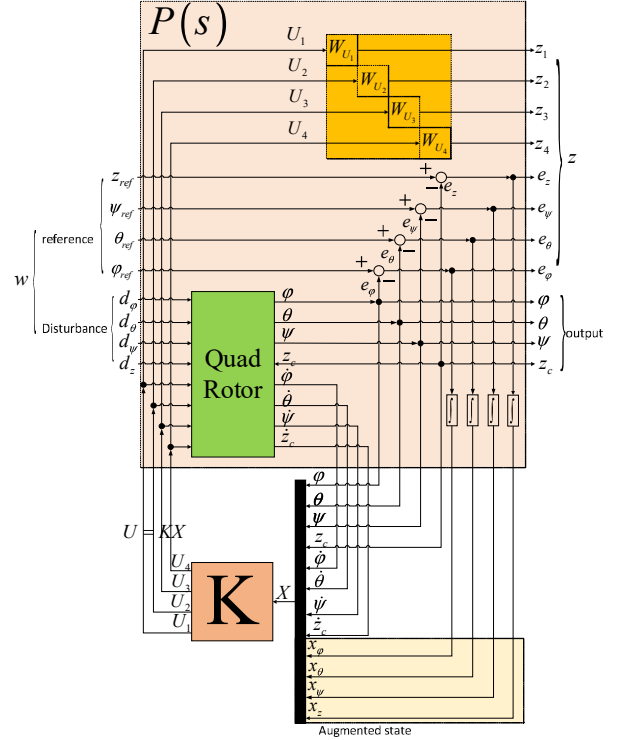 P(s)
U₁ W_U₁ z₁
U₂ W_U₂ z₂
U₃ W_U₃ z₃
U₄ W_U₄ z₄
z
z_ref + − e_z e_z
ψ_ref + − e_ψ e_ψ
reference
θ_ref + − e_θ e_θ
φ_ref + − e_φ e_φ
w
Disturbance
d_φ φ φ
d_θ θ θ
d_ψ ψ ψ
d_z z_c z_c
output
Quad
Rotor
φ̇
θ̇
ψ̇
ż_c
∫ ∫ ∫ ∫
φ
θ
ψ
z_c
U = KX
φ̇
θ̇
ψ̇
ż_c
U₄
U₃
U₂
U₁
K
X
x_φ
x_θ
x_ψ
x_z
Augmented state